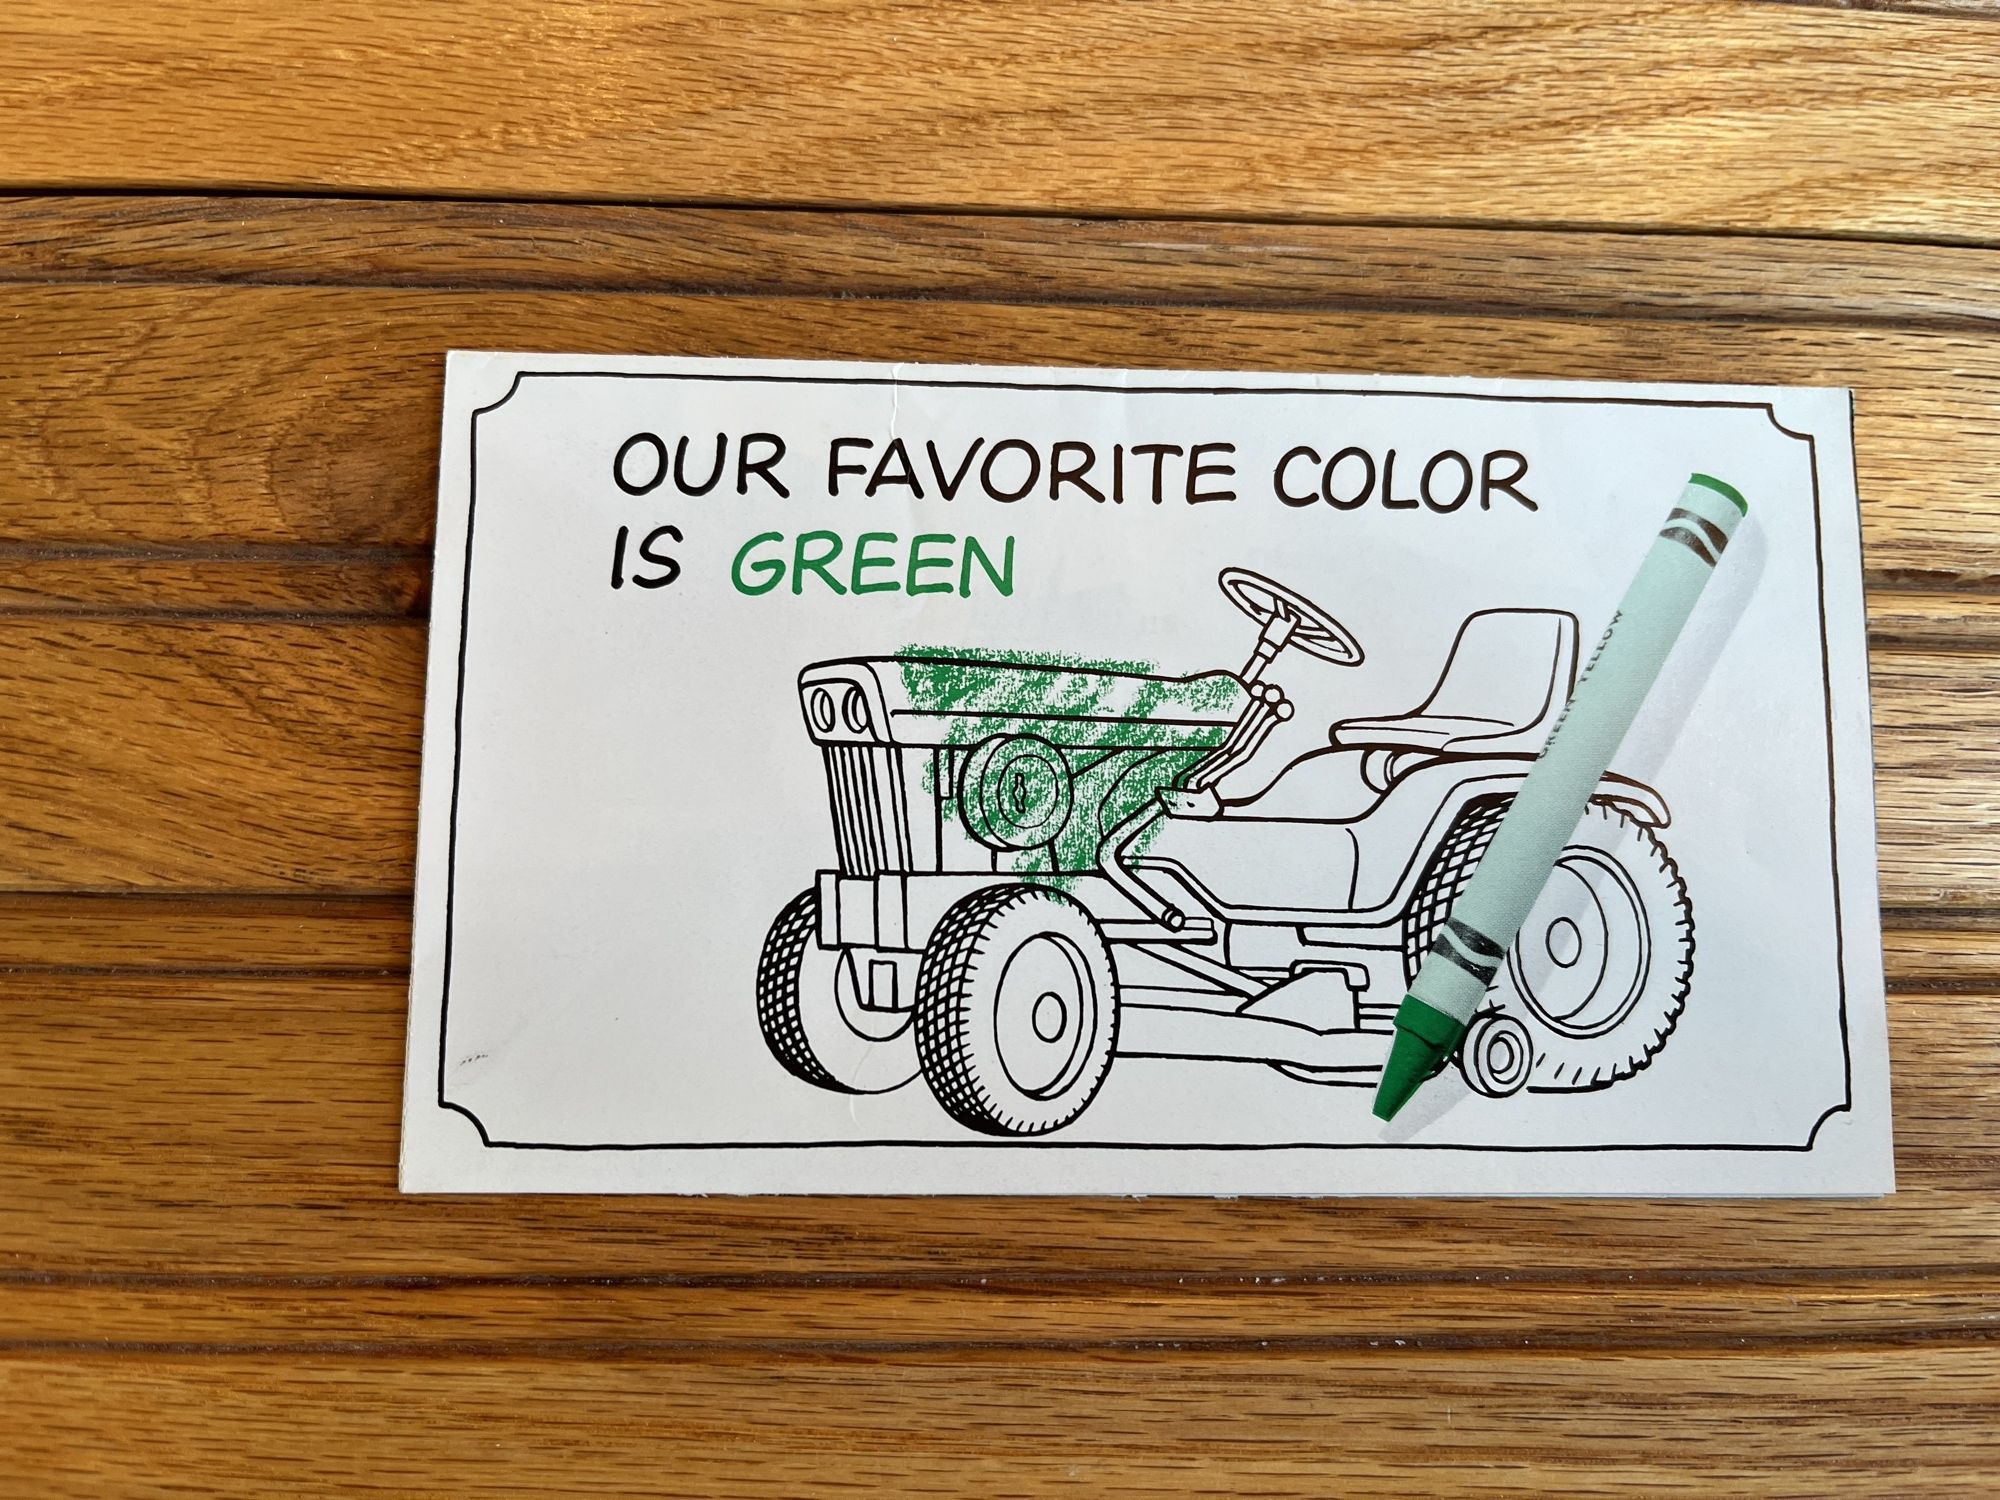 OUR FAVORITE COLOR
IS GREEN
GREEN YELLOW